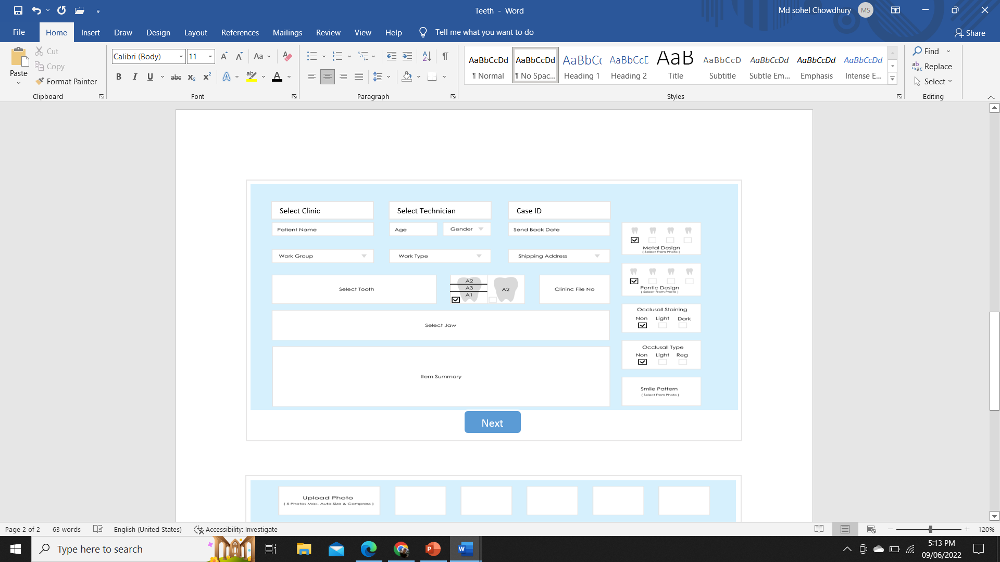 Teeth - Word
Md sohel Chowdhury
MS
File
Home
Insert
Draw
Design
Layout
References
Mailings
Review
View
Help
Tell me what you want to do
Share
Paste
Cut
Copy
Format Painter
Clipboard
Calibri (Body)
11
Font
Paragraph
AaBbCcDd
¶ Normal
AaBbCcDd
¶ No Spac...
AaBbCc
Heading 1
AaBbCcD
Heading 2
AaB
Title
AaBbCcD
Subtitle
AaBbCcDd
Subtle Em...
AaBbCcDd
Emphasis
AaBbCcDd
Intense E...
Styles
Find
Replace
Select
Editing
Select Clinic
Select Technician
Case ID
Patient Name
Age
Gender
Send Back Date
Work Group
Work Type
Shipping Address
Select Tooth
A2
A3
A1
A2
Clininc File No
Select Jaw
Item Summary
Metal Design
( Select From Photo )
Pontic Design
( Select From Photo )
Occlusall Staining
Non Light Dark
Occlusall Type
Non Light Reg
Smile Pattern
( Select From Photo )
Next
Upload Photo
( 5 Photos Max. Auto Size & Compress )
Page 2 of 2
63 words
English (United States)
Accessibility: Investigate
120%
Type here to search
5:13 PM
09/06/2022